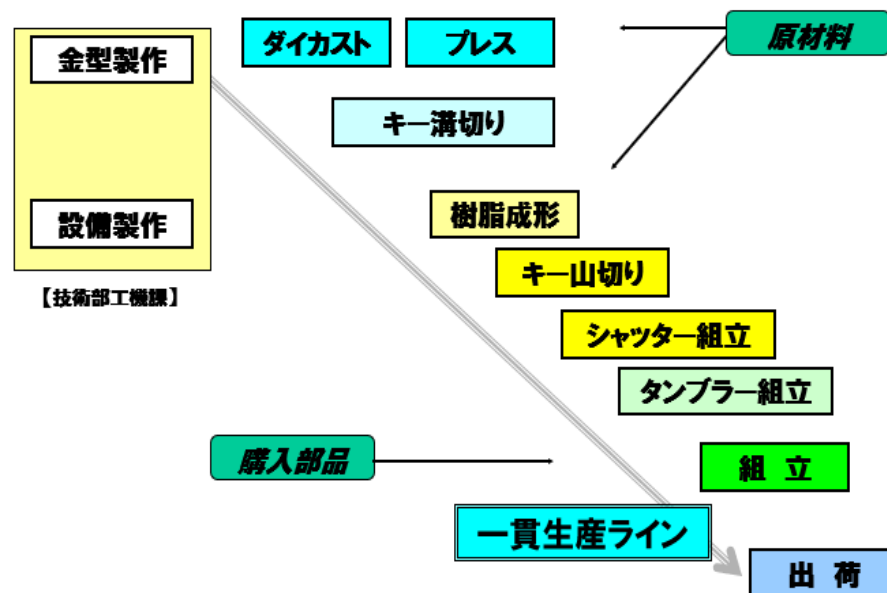 金型製作
ダイカスト
プレス
原材料
キー溝切り
設備製作
樹脂成形
キー山切り
【技術部工機課】
シャッター組立
タンブラー組立
購入部品
組 立
一貫生産ライン
出 荷